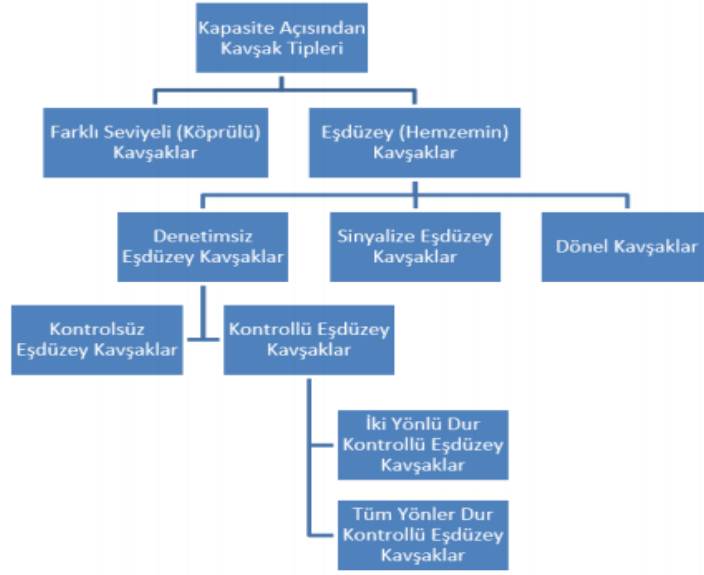 Kapasite Açısından
Kavşak Tipleri
Farklı Seviyeli (Köprülü)
Kavşaklar
Eşdüzey (Hemzemin)
Kavşaklar
Denetimsiz
Eşdüzey Kavşaklar
Sinyalize Eşdüzey
Kavşaklar
Dönel Kavşaklar
Kontrolsüz
Eşdüzey Kavşaklar
Kontrollü Eşdüzey
Kavşaklar
İki Yönlü Dur
Kontrollü Eşdüzey
Kavşaklar
Tüm Yönler Dur
Kontrollü Eşdüzey
Kavşaklar